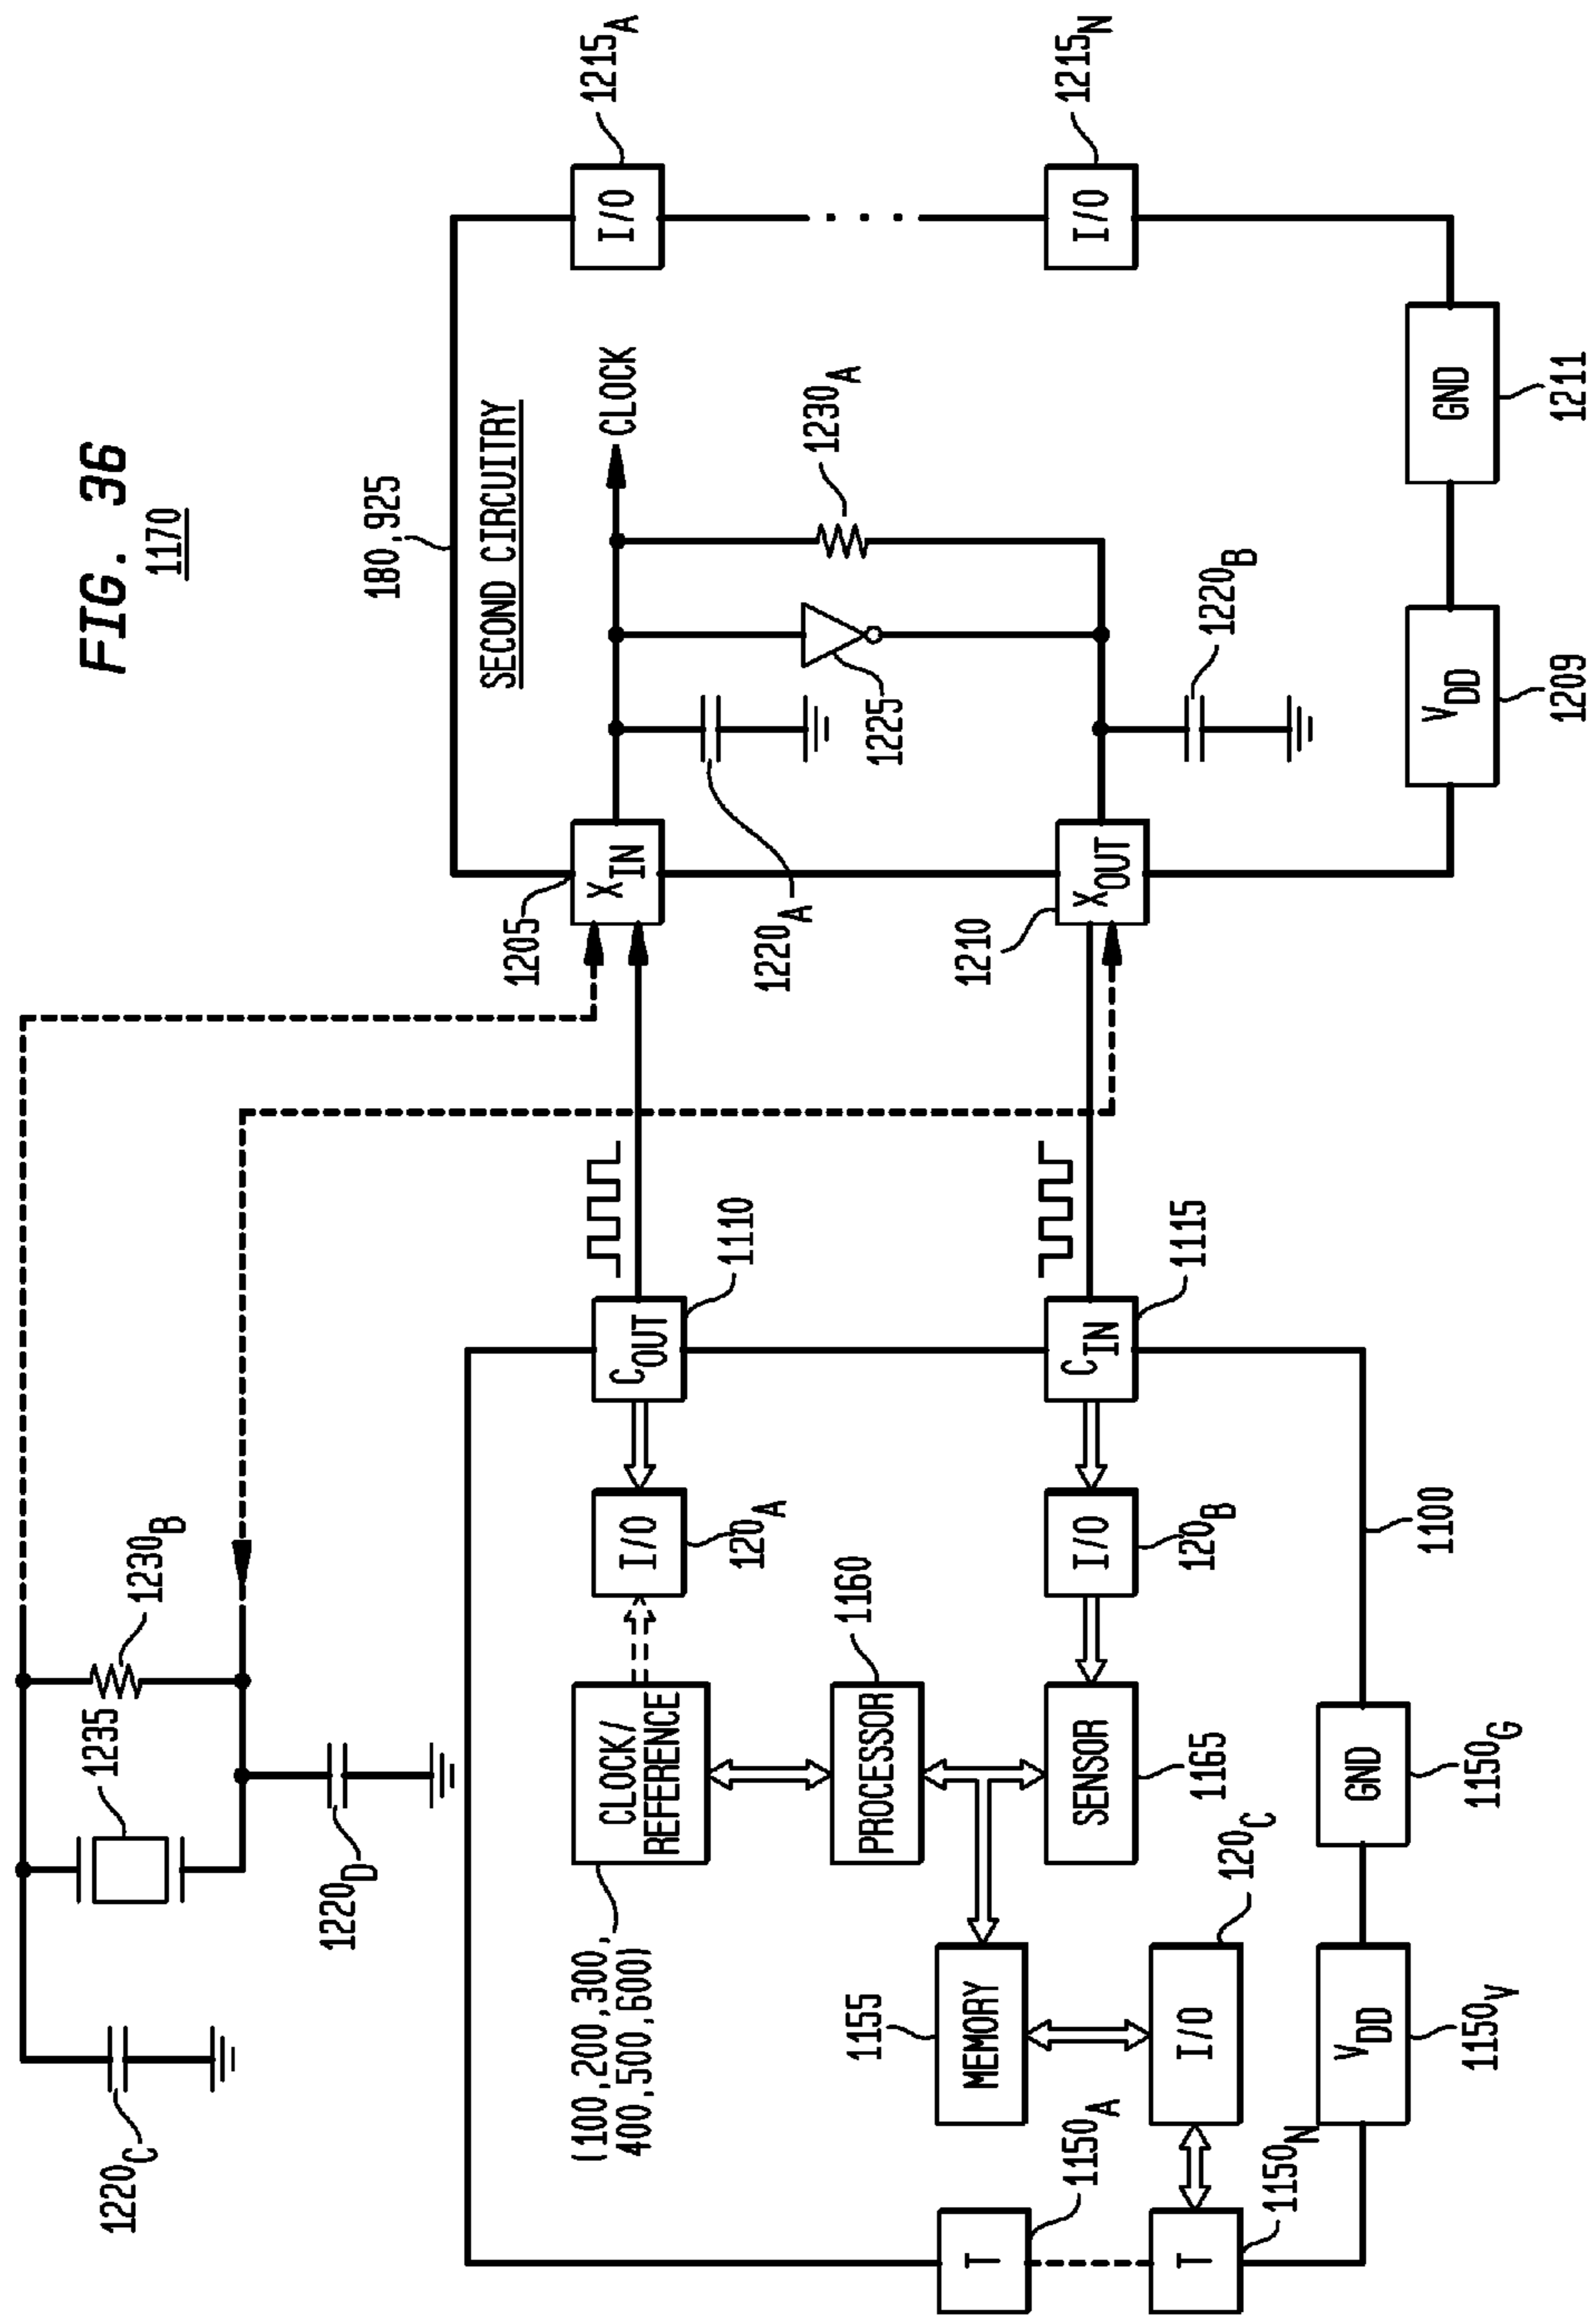 FIG. 36
1170
1220C
1235
1230B
1220D
(100,200,300,
400,500,600)
CLOCK/
REFERENCE
I/O
120A
COUT
1110
PROCESSOR
1160
1155
MEMORY
SENSOR
1165
I/O
120B
CIN
1115
T
1150A
T
1150N
I/O
120C
VDD
1150V
GND
1150G
1100
180,925
SECOND CIRCUITRY
1205
XIN
CLOCK
1220A
1225
1230A
1210
XOUT
1220B
I/O
1215A
I/O
1215N
VDD
1209
GND
1211